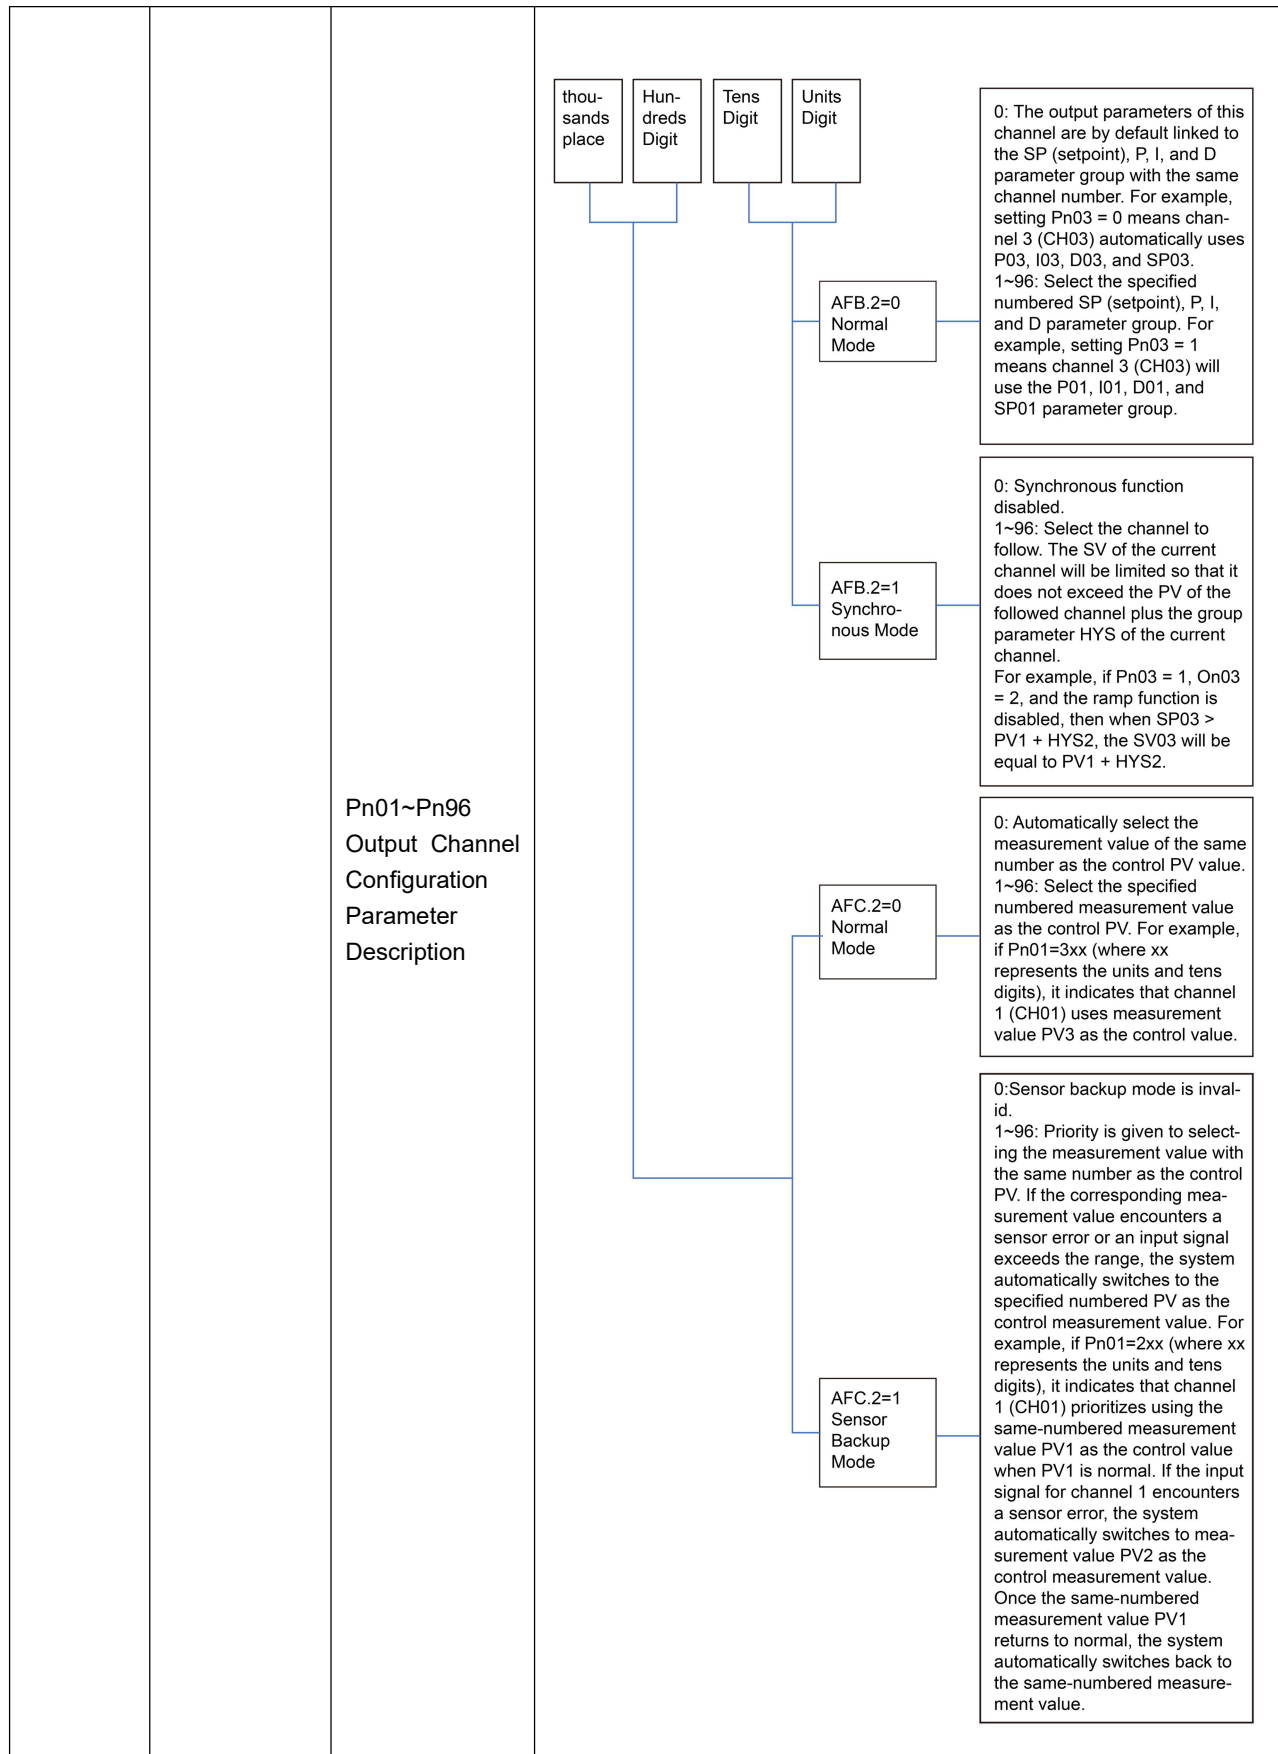 thou-
sands
place
Hun-
dreds
Digit
Tens
Digit
Units
Digit
0: The output parameters of this
channel are by default linked to
the SP (setpoint), P, I, and D
parameter group with the same
channel number. For example,
setting Pn03 = 0 means chan-
nel 3 (CH03) automatically uses
P03, I03, D03, and SP03.
1~96: Select the specified
numbered SP (setpoint), P, I,
and D parameter group. For
example, setting Pn03 = 1
means channel 3 (CH03) will
use the P01, I01, D01, and
SP01 parameter group.
AFB.2=0
Normal
Mode
0: Synchronous function
disabled.
1~96: Select the channel to
follow. The SV of the current
channel will be limited so that it
does not exceed the PV of the
followed channel plus the group
parameter HYS of the current
channel.
For example, if Pn03 = 1, On03
= 2, and the ramp function is
disabled, then when SP03 >
PV1 + HYS2, the SV03 will be
equal to PV1 + HYS2.
AFB.2=1
Synchro-
nous Mode
Pn01~Pn96
Output Channel
Configuration
Parameter
Description
0: Automatically select the
measurement value of the same
number as the control PV value.
1~96: Select the specified
numbered measurement value
as the control PV. For example,
if Pn01=3xx (where xx
represents the units and tens
digits), it indicates that channel
1 (CH01) uses measurement
value PV3 as the control value.
AFC.2=0
Normal
Mode
0:Sensor backup mode is inval-
id.
1~96: Priority is given to select-
ing the measurement value with
the same number as the control
PV. If the corresponding mea-
surement value encounters a
sensor error or an input signal
exceeds the range, the system
automatically switches to the
specified numbered PV as the
control measurement value. For
example, if Pn01=2xx (where xx
represents the units and tens
digits), it indicates that channel
1 (CH01) prioritizes using the
same-numbered measurement
value PV1 as the control value
when PV1 is normal. If the input
signal for channel 1 encounters
a sensor error, the system
automatically switches to mea-
surement value PV2 as the
control measurement value.
Once the same-numbered
measurement value PV1
returns to normal, the system
automatically switches back to
the same-numbered measure-
ment value.
AFC.2=1
Sensor
Backup
Mode